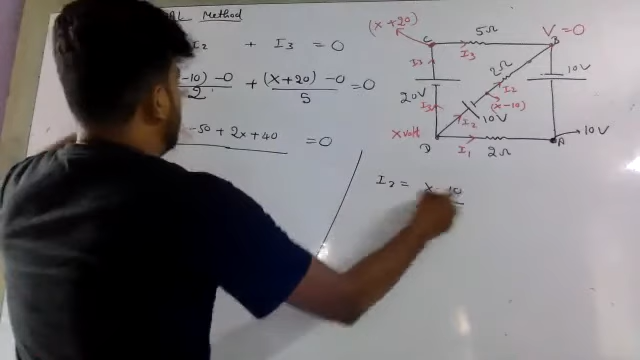 Method
I2 + I3 = 0
-10) - 0 / 2 + (x+20) - 0 / 5 = 0
-50 + 2x + 40 = 0
(x+20)
C
5Ω
I3
V=0
B
I3
2Ω
10V
20V
I2
(x-10)
I3
I2
10V
x volt
D
I1
2Ω
A
10V
I2 = x - 10